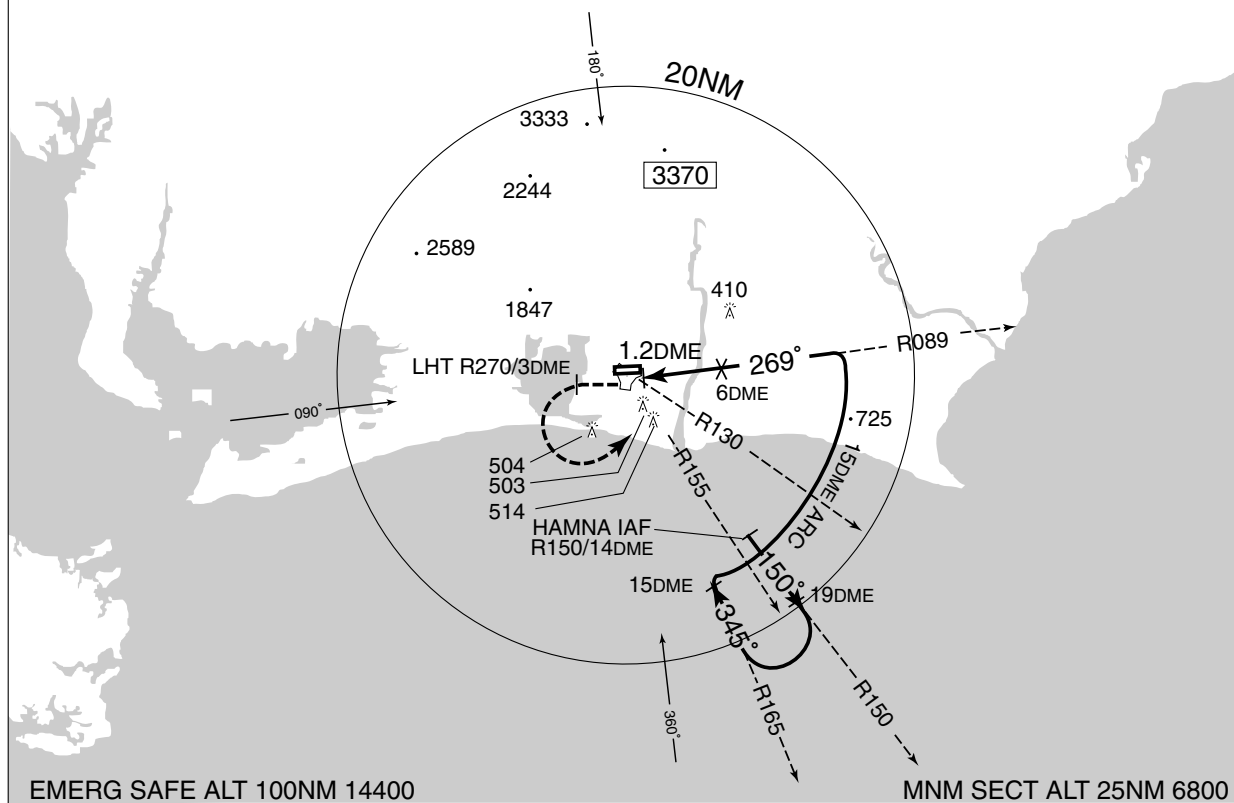 180°
20NM
3333
3370
2244
2589
1847
410
1.2DME
269°
R089
LHT R270/3DME
6DME
090°
R130
725
R155
15DME ARC
504
503
514
HAMNA IAF
R150/14DME
150°
15DME
19DME
345°
360°
R165
R150
EMERG SAFE ALT 100NM 14400
MNM SECT ALT 25NM 6800